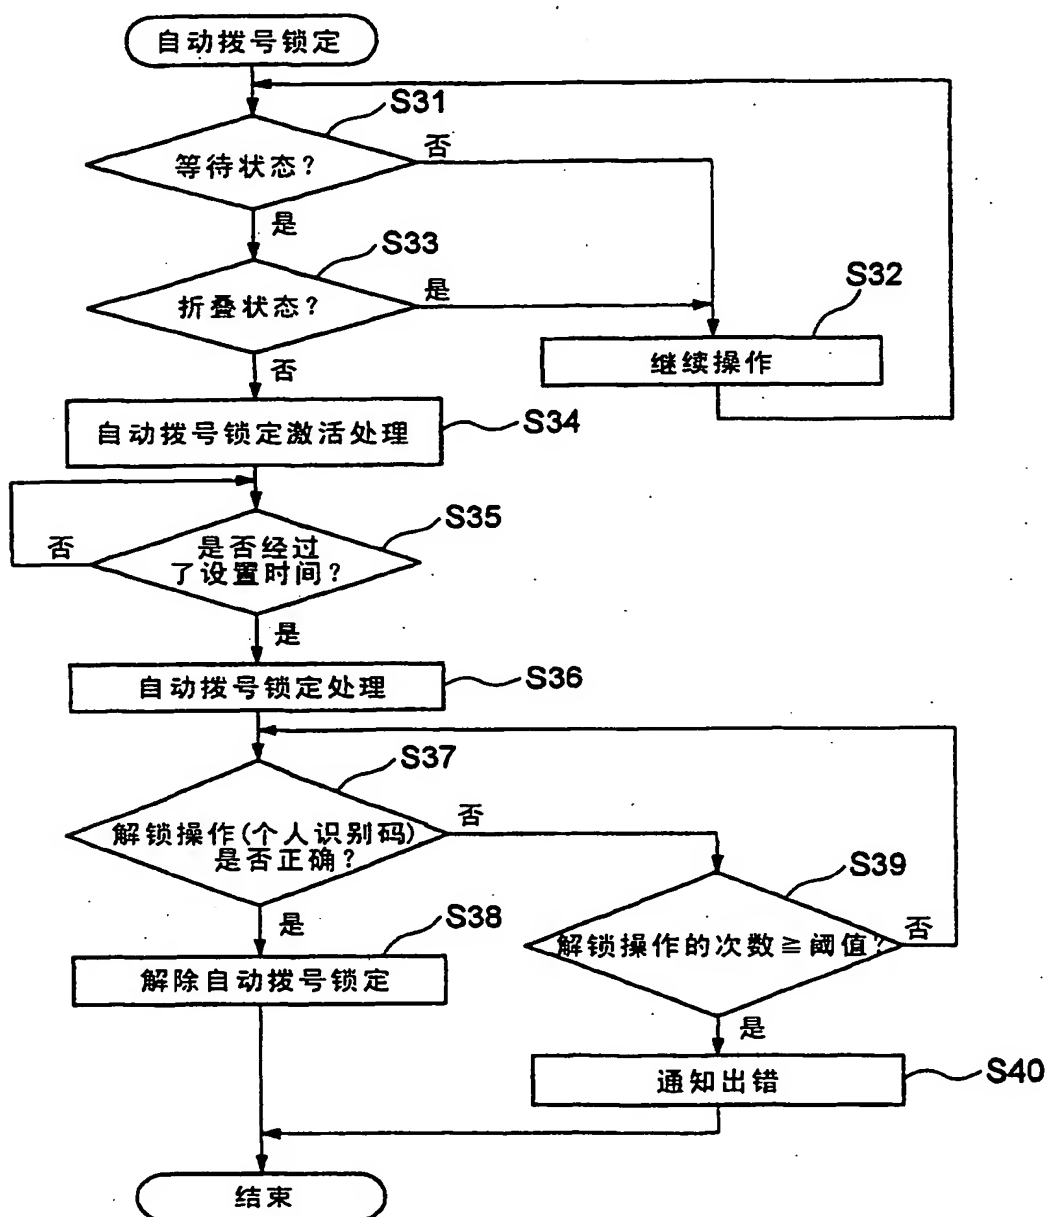 自动拨号锁定
S31
等待状态？
否
是
S33
折叠状态？
是
S32
继续操作
否
自动拨号锁定激活处理
S34
S35
是否经过
了设置时间？
否
是
自动拨号锁定处理
S36
S37
解锁操作(个人识别码)
是否正确？
否
S39
解锁操作的次数≧阈值？
否
是
S38
解除自动拨号锁定
是
通知出错
S40
结束